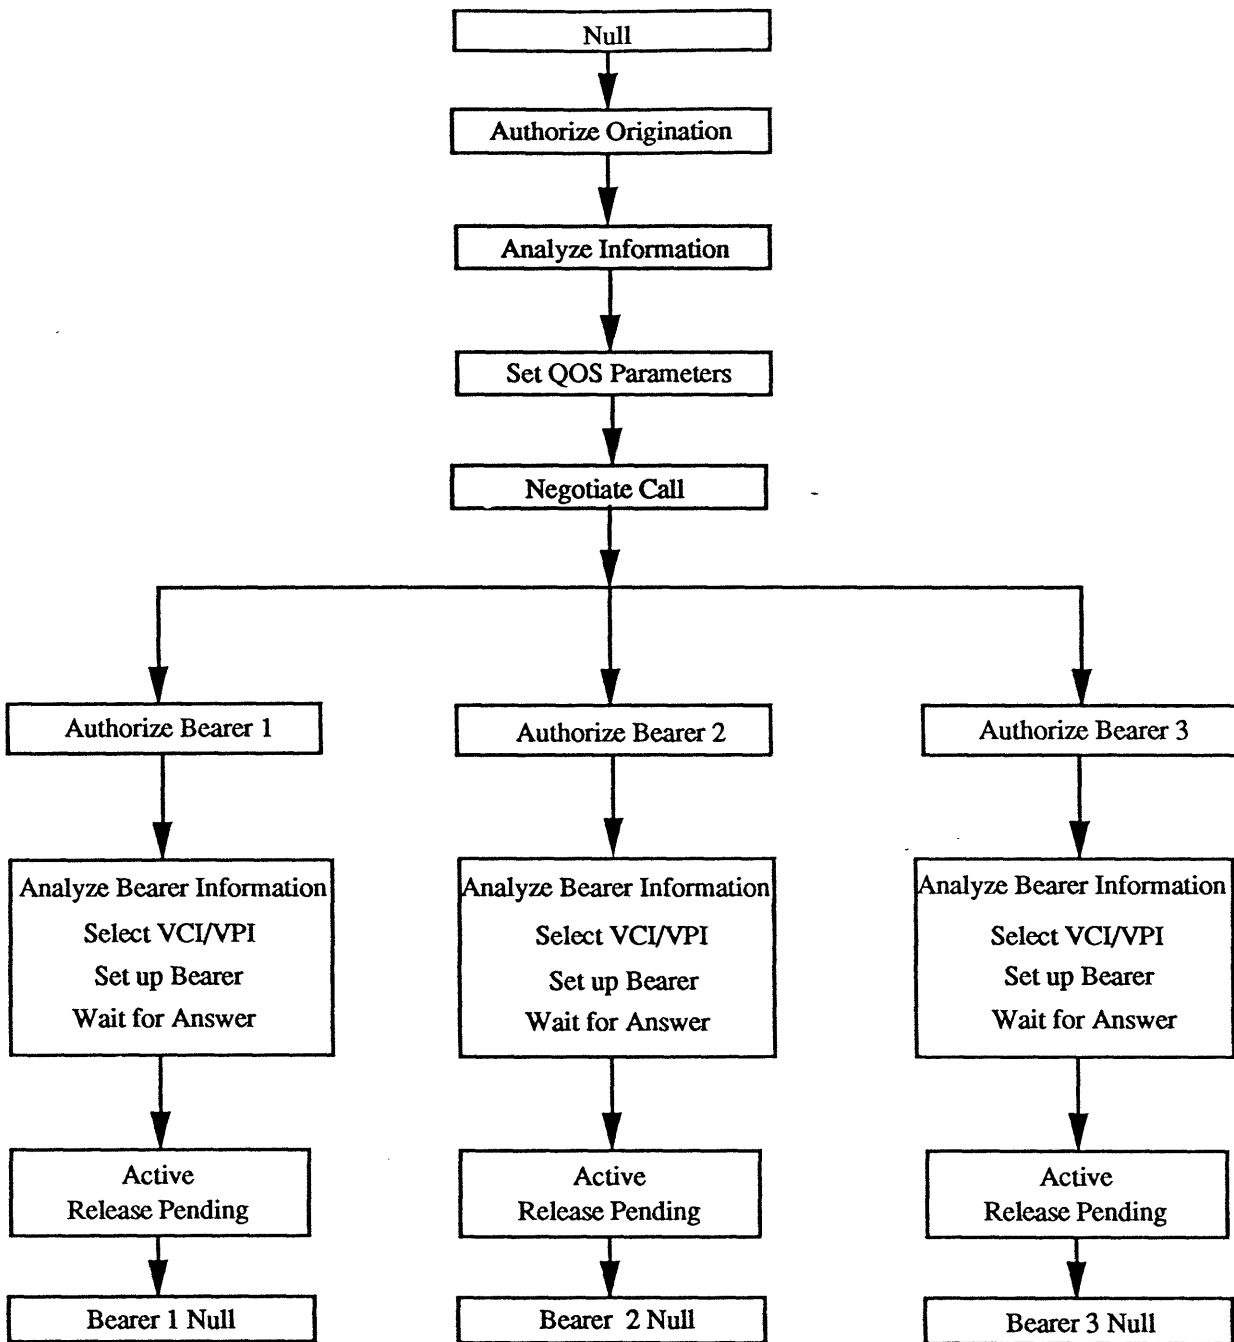 Null
Authorize Origination
Analyze Information
Set QOS Parameters
Negotiate Call
Authorize Bearer 1
Authorize Bearer 2
Authorize Bearer 3
Analyze Bearer Information
Select VCI/VPI
Set up Bearer
Wait for Answer
Analyze Bearer Information
Select VCI/VPI
Set up Bearer
Wait for Answer
Analyze Bearer Information
Select VCI/VPI
Set up Bearer
Wait for Answer
Active
Release Pending
Active
Release Pending
Active
Release Pending
Bearer 1 Null
Bearer 2 Null
Bearer 3 Null